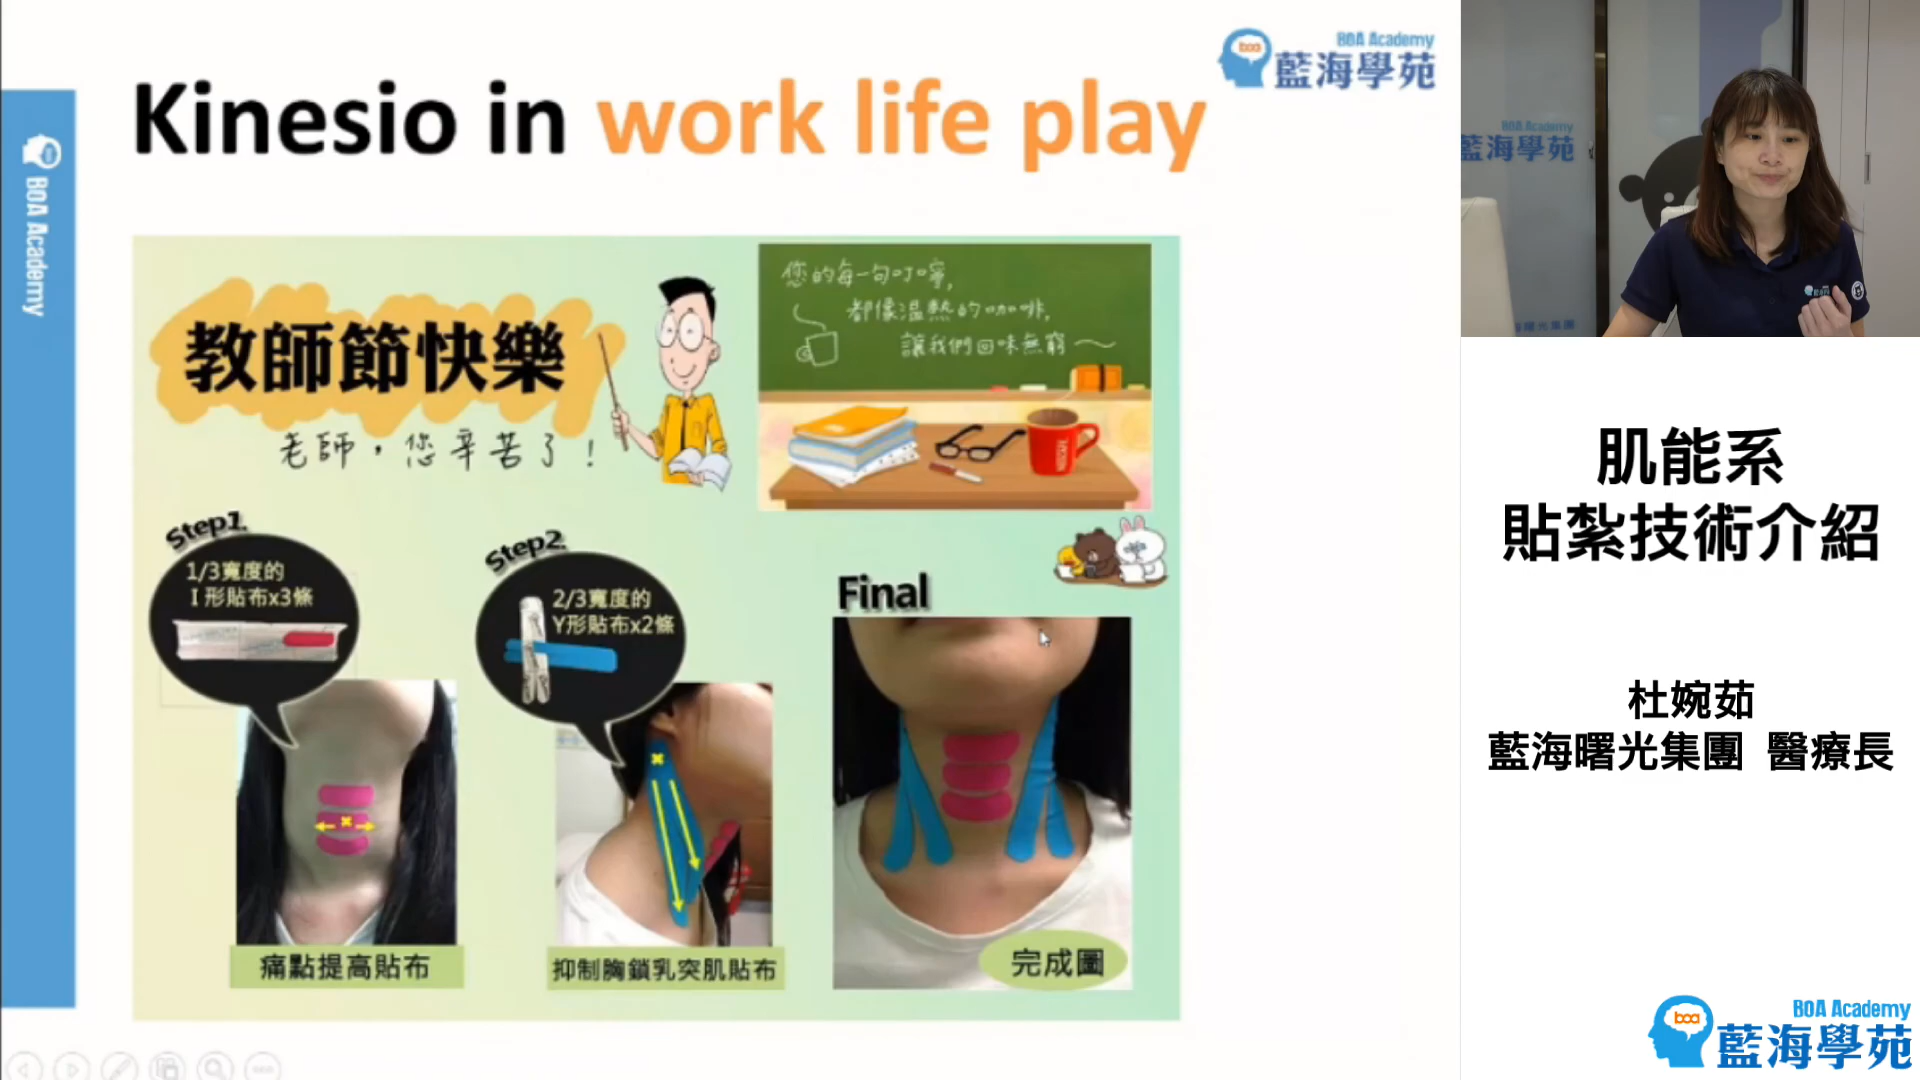 Kinesio in work life play
BOA Academy
boa
藍海學苑
BOA Academy
教師節快樂
老師，您辛苦了！
您的每一句叮嚀，
都像溫熱的咖啡，
讓我們回味無窮～
Step1.
1/3寬度的
I 形貼布x3條
痛點提高貼布
Step2
2/3寬度的
Y形貼布x2條
抑制胸鎖乳突肌貼布
Final
完成圖
BOA Academy
藍海學苑
肌能系
貼紮技術介紹
杜婉茹
藍海曙光集團 醫療長
BOA Academy
boa
藍海學苑